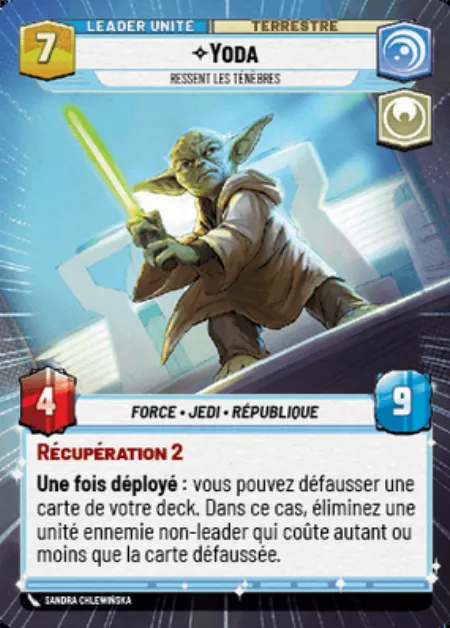 LEADER UNITÉ
TERRESTRE
7
YODA
RESSENT LES TÉNÈBRES
4
FORCE • JEDI • RÉPUBLIQUE
9
RÉCUPÉRATION 2
Une fois déployé : vous pouvez défausser une
carte de votre deck. Dans ce cas, éliminez une
unité ennemie non-leader qui coûte autant ou
moins que la carte défaussée.
SANDRA CHLEWIŃSKA